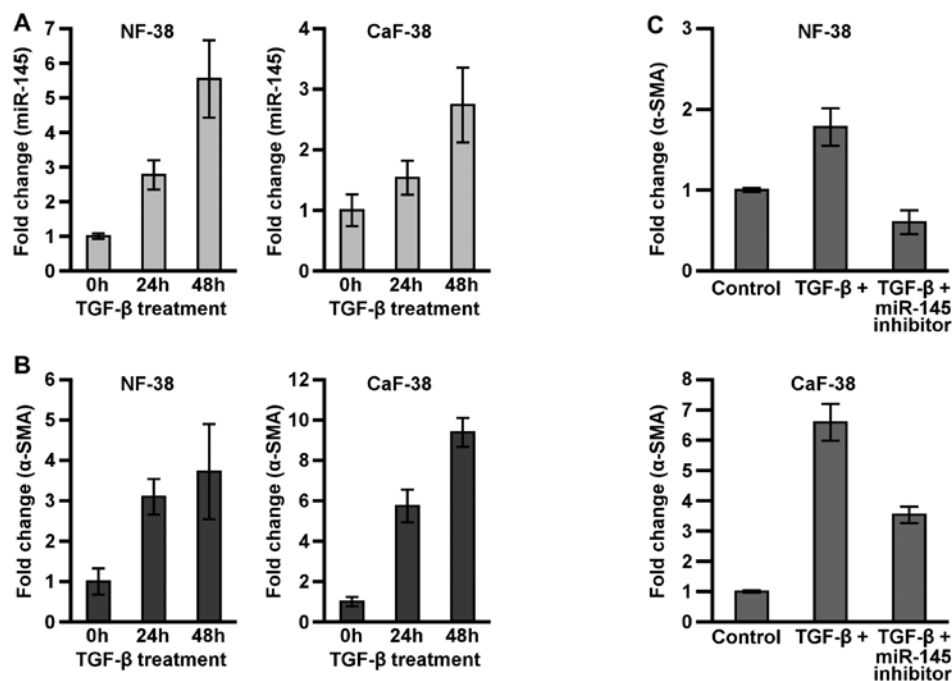 A
NF-38
Fold change (miR-145)
7
6
5
4
3
2
1
0
0h 24h 48h
TGF-β treatment
CaF-38
Fold change (miR-145)
4
3
2
1
0
0h 24h 48h
TGF-β treatment
B
NF-38
Fold change (α-SMA)
6
5
4
3
2
1
0
0h 24h 48h
TGF-β treatment
CaF-38
Fold change (α-SMA)
12
10
8
6
4
2
0
0h 24h 48h
TGF-β treatment
C
NF-38
Fold change (α-SMA)
3
2
1
0
Control TGF-β + TGF-β +
miR-145
inhibitor
CaF-38
Fold change (α-SMA)
8
7
6
5
4
3
2
1
0
Control TGF-β + TGF-β +
miR-145
inhibitor